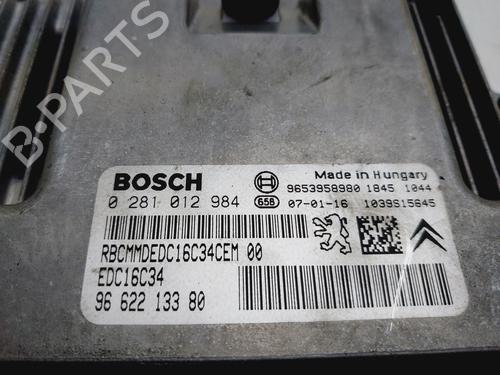 B-PARTS
BOSCH
Made in Hungary
9653958980 1845 1044
0 281 012 984
656 07-01-16 1039S15645
RBCMMDEDC16C34CEM 00
EDC16C34
96 622 133 80